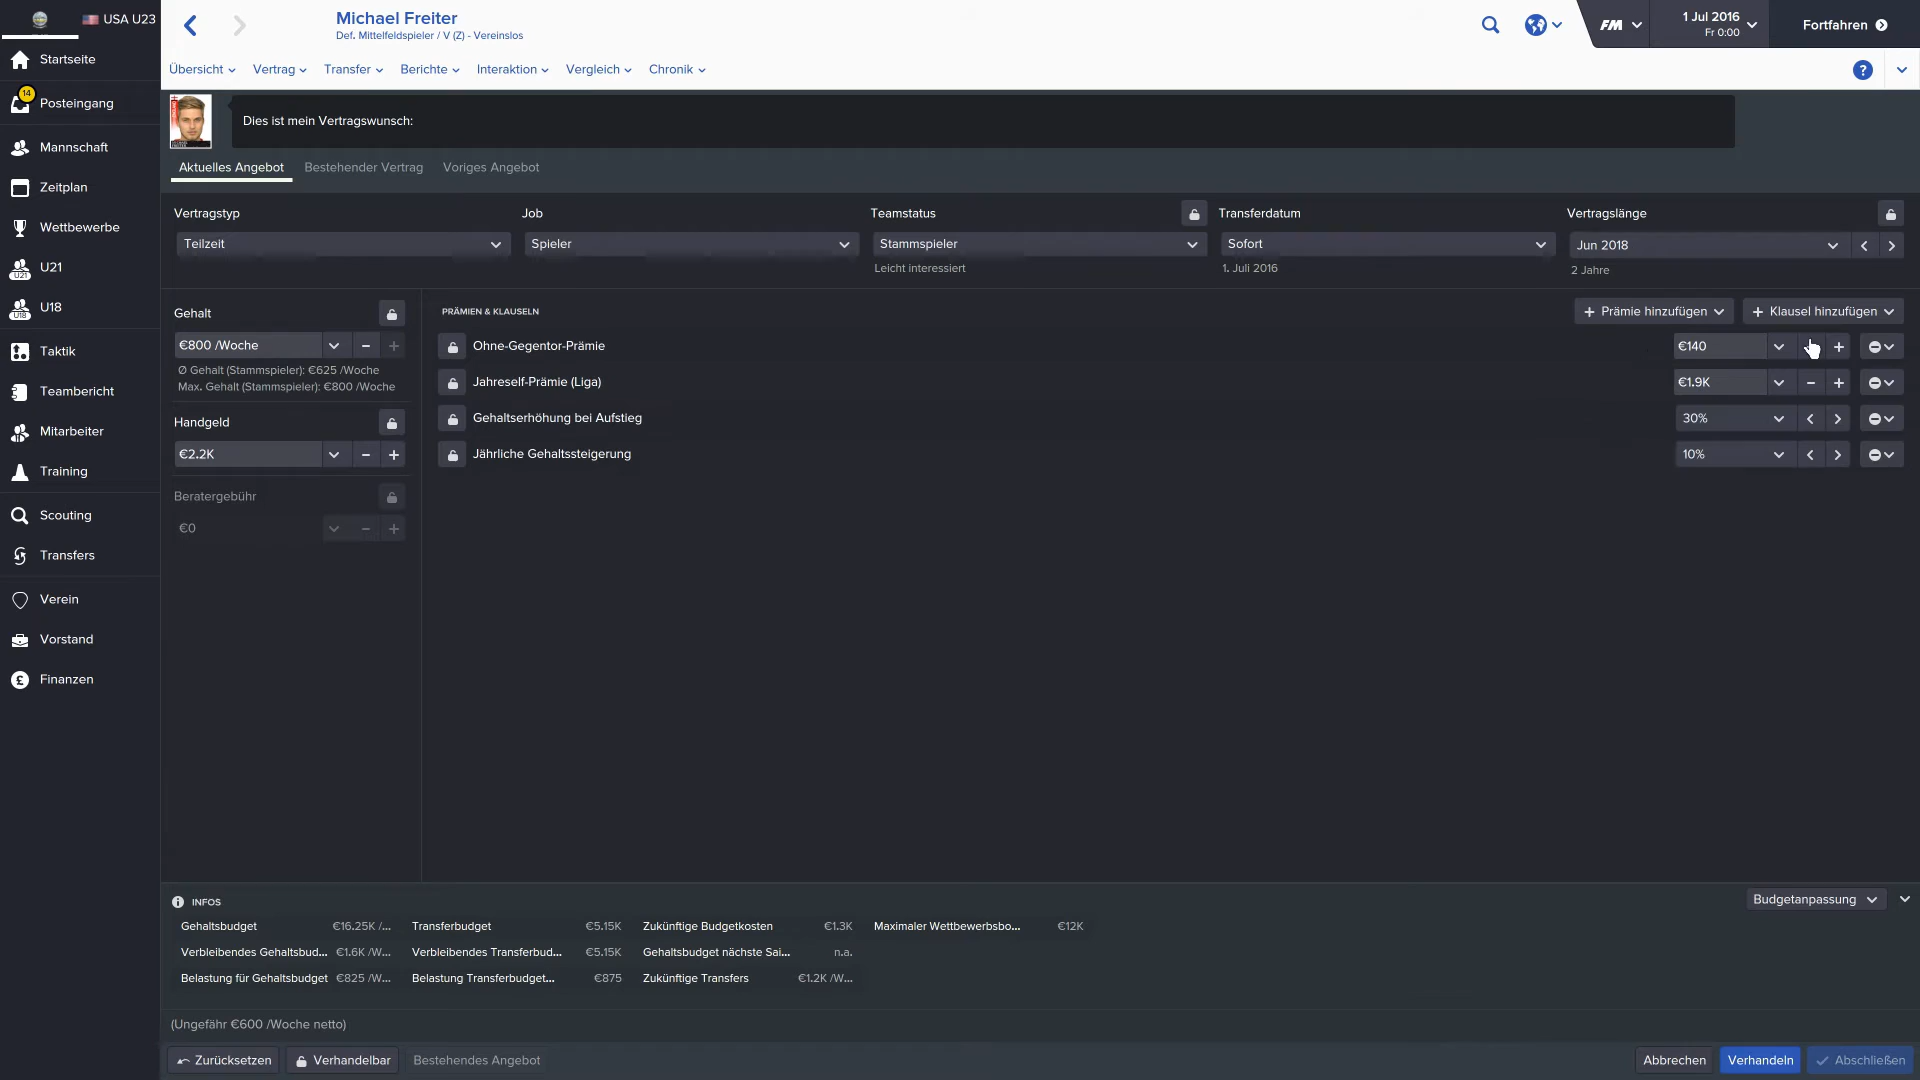 USA U23
Michael Freiter
Def. Mittelfeldspieler / V (Z) - Vereinslos
FM
1 Jul 2016
Fr 0:00
Fortfahren
Startseite
14
Posteingang
Mannschaft
Zeitplan
Wettbewerbe
U21
U21
U18
U18
Taktik
Teambericht
Mitarbeiter
Training
Scouting
Transfers
Verein
Vorstand
Finanzen
Übersicht
Vertrag
Transfer
Berichte
Interaktion
Vergleich
Chronik
?
Dies ist mein Vertragswunsch:
Aktuelles Angebot
Bestehender Vertrag
Voriges Angebot
Vertragstyp
Teilzeit
Job
Spieler
Teamstatus
Stammspieler
Leicht interessiert
Transferdatum
Sofort
1. Juli 2016
Vertragslänge
Jun 2018
2 Jahre
Gehalt
€800 /Woche
Ø Gehalt (Stammspieler): €625 /Woche
Max. Gehalt (Stammspieler): €800 /Woche
Handgeld
€2.2K
Beratergebühr
€0
PRÄMIEN & KLAUSELN
+ Prämie hinzufügen
+ Klausel hinzufügen
Ohne-Gegentor-Prämie €140
Jahreself-Prämie (Liga) €1.9K
Gehaltserhöhung bei Aufstieg 30%
Jährliche Gehaltssteigerung 10%
INFOS
Budgetanpassung
Gehaltsbudget €16.25K /... Transferbudget €5.15K Zukünftige Budgetkosten €1.3K Maximaler Wettbewerbsbo... €12K
Verbleibendes Gehaltsbud... €1.6K /W... Verbleibendes Transferbud... €5.15K Gehaltsbudget nächste Sai... n.a.
Belastung für Gehaltsbudget €825 /W... Belastung Transferbudget... €875 Zukünftige Transfers €1.2K /W...
(Ungefähr €600 /Woche netto)
Zurücksetzen
Verhandelbar
Bestehendes Angebot
Abbrechen
Verhandeln
Abschließen